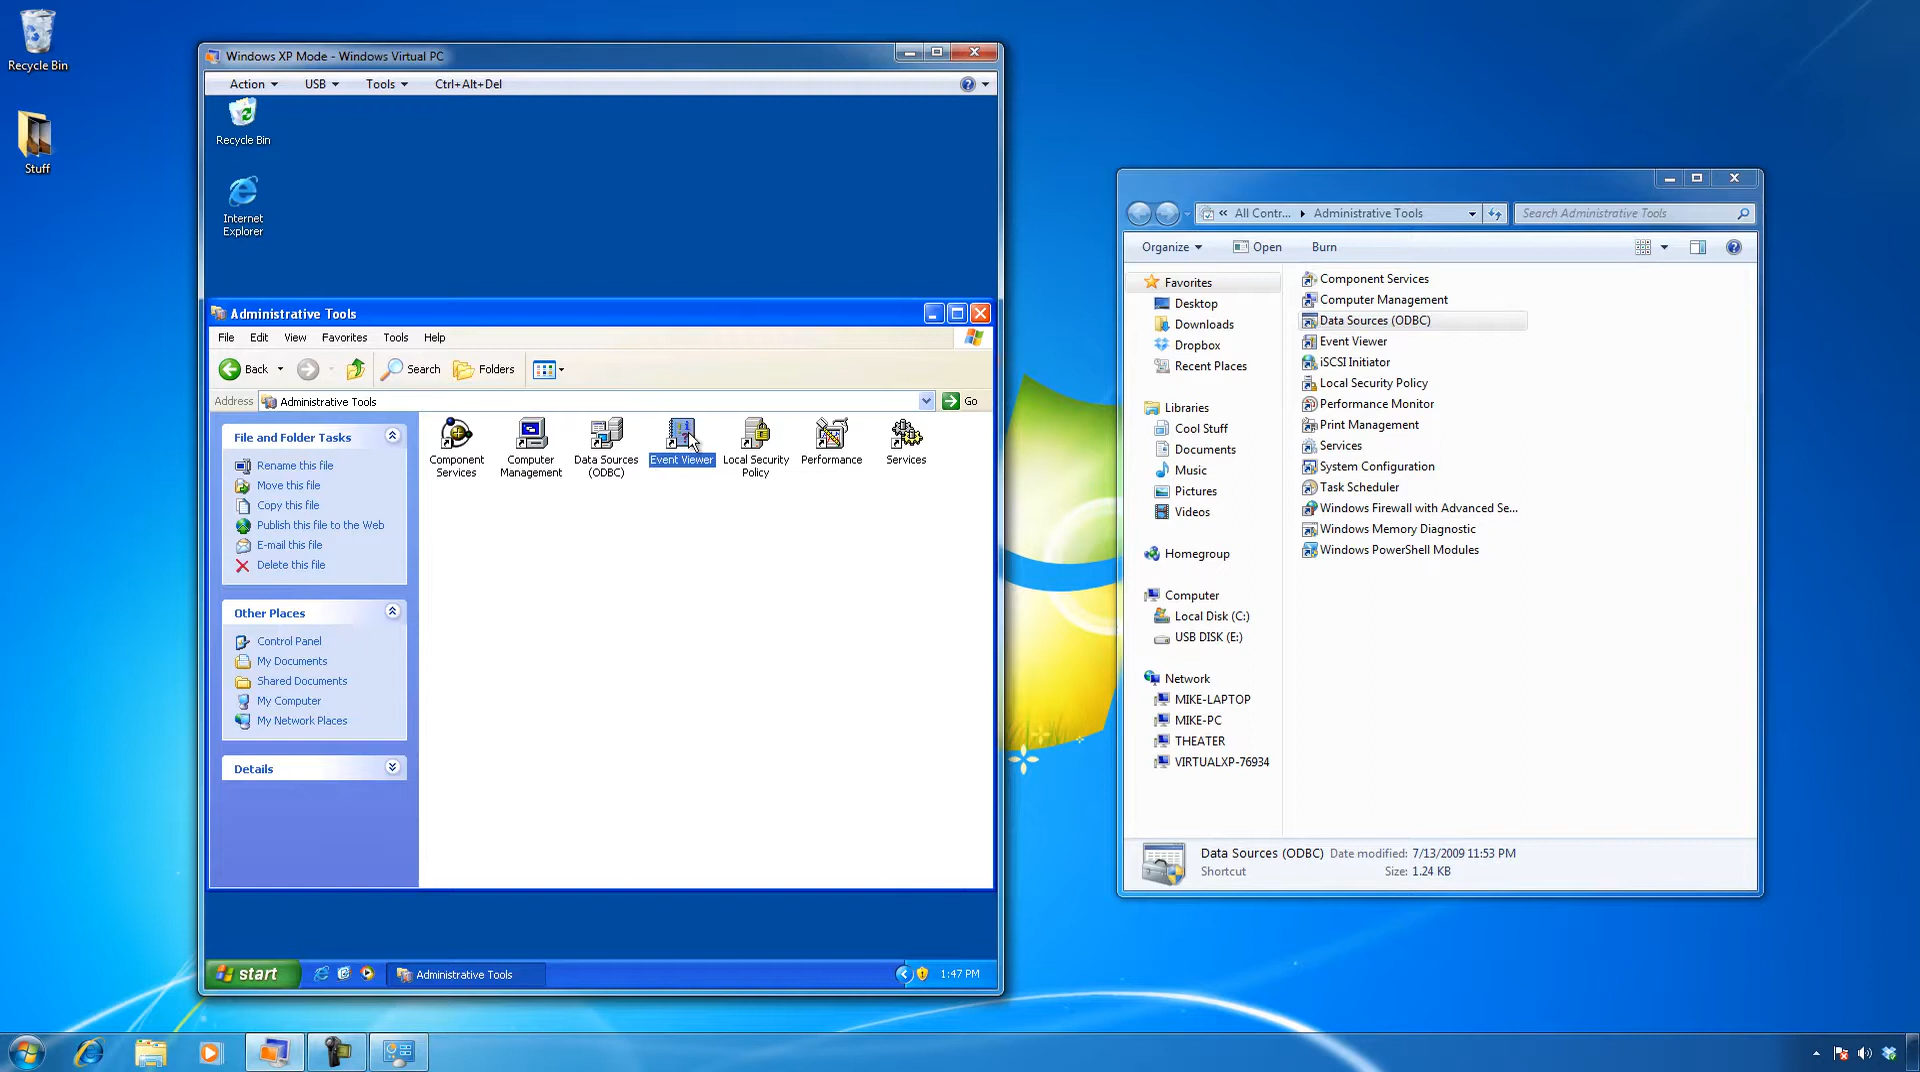 Recycle Bin
Stuff
Windows XP Mode - Windows Virtual PC
Action
USB
Tools
Ctrl+Alt+Del
Recycle Bin
Internet
Explorer
Administrative Tools
File
Edit
View
Favorites
Tools
Help
Back
Search
Folders
Address
Administrative Tools
Go
File and Folder Tasks
Rename this file
Move this file
Copy this file
Publish this file to the Web
E-mail this file
Delete this file
Other Places
Control Panel
My Documents
Shared Documents
My Computer
My Network Places
Details
Component
Services
Computer
Management
Data Sources
(ODBC)
Event Viewer
Local Security
Policy
Performance
Services
start
Administrative Tools
1:47 PM
« All Contr...
Administrative Tools
Search Administrative Tools
Organize
Open
Burn
Favorites
Desktop
Downloads
Dropbox
Recent Places
Libraries
Cool Stuff
Documents
Music
Pictures
Videos
Homegroup
Computer
Local Disk (C:)
USB DISK (E:)
Network
MIKE-LAPTOP
MIKE-PC
THEATER
VIRTUALXP-76934
Component Services
Computer Management
Data Sources (ODBC)
Event Viewer
iSCSI Initiator
Local Security Policy
Performance Monitor
Print Management
Services
System Configuration
Task Scheduler
Windows Firewall with Advanced Se...
Windows Memory Diagnostic
Windows PowerShell Modules
Data Sources (ODBC) Date modified: 7/13/2009 11:53 PM
Shortcut Size: 1.24 KB